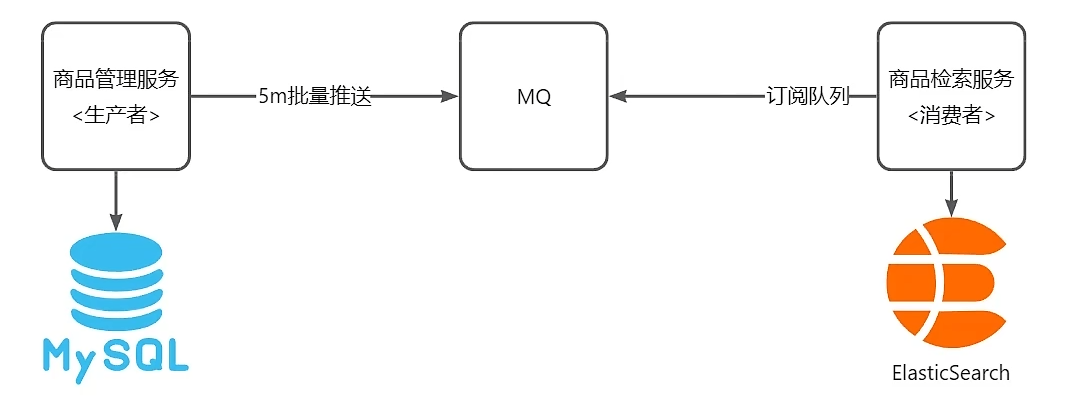 商品管理服务
<生产者>
5m批量推送
MQ
订阅队列
商品检索服务
<消费者>
MySQL
ElasticSearch